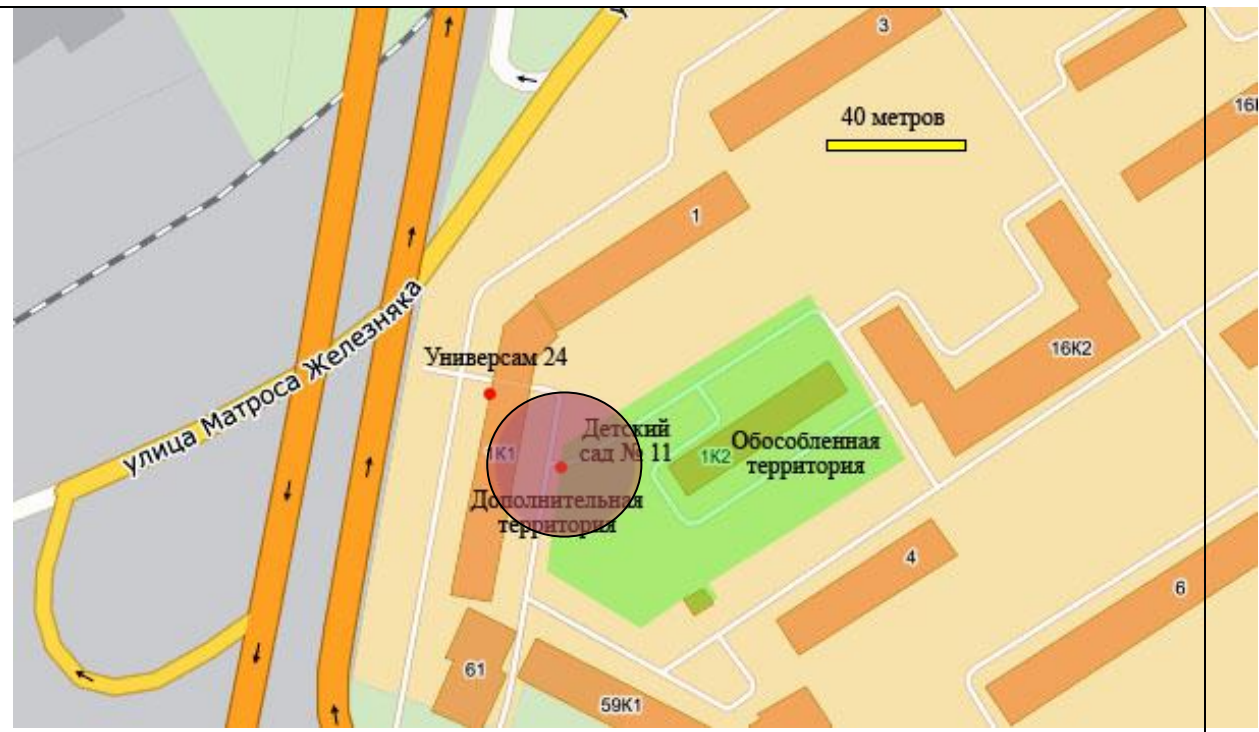 3
40 метров
16К
1
16К2
Универсам 24
улица Матроса Железняка
Детский
сад № 11
1К1
1К2
Обособленная
территория
Дополнительная
территория
4
6
61
59К1